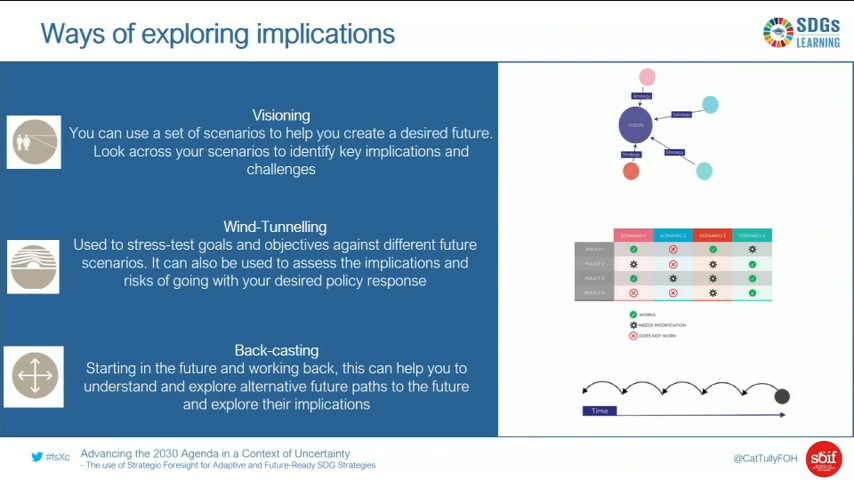 Ways of exploring implications
SDGs
LEARNING
Visioning
You can use a set of scenarios to help you create a desired future.
Look across your scenarios to identify key implications and
challenges
Strategy
Strategy
VISION
Strategy
Strategy
Wind-Tunnelling
Used to stress-test goals and objectives against different future
scenarios. It can also be used to assess the implications and
risks of going with your desired policy response
SCENARIO 1 SCENARIO 2 SCENARIO 3 SCENARIO 4
POLICY 1
POLICY 2
POLICY 3
POLICY 4
WORKS
NEEDS MODIFICATION
DOES NOT WORK
Back-casting
Starting in the future and working back, this can help you to
understand and explore alternative future paths to the future
and explore their implications
Time
#fsXc
Advancing the 2030 Agenda in a Context of Uncertainty
- The use of Strategic Foresight for Adaptive and Future-Ready SDG Strategies
@CatTullyFOH
soif